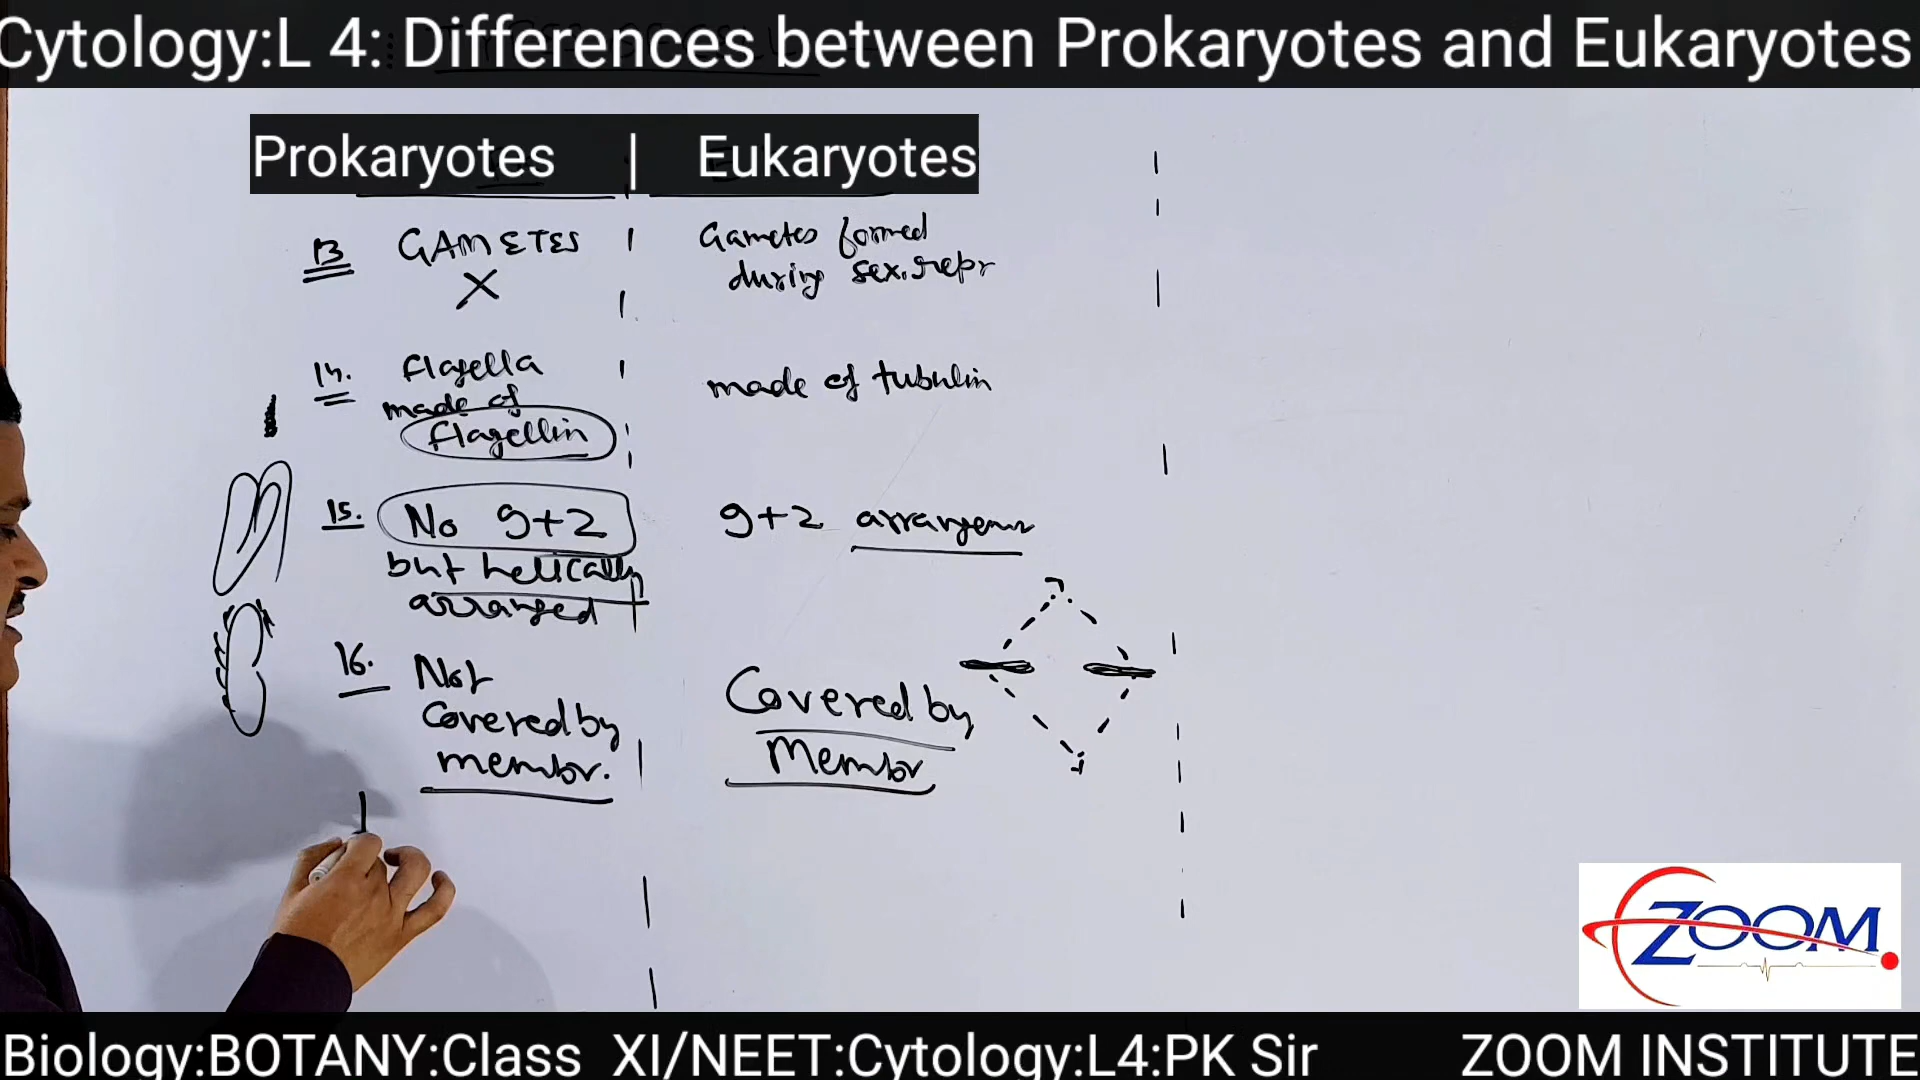 Cytology:L 4: Differences between Prokaryotes and Eukaryotes
Prokaryotes | Eukaryotes
13 GAMETES X
Gametes formed
during sex. repr
14. flagella
made of
flagellin
made of tubulin
15. No 9+2
but helically
arranged
9+2 arrangem
16. Not
Covered by
membr.
Covered by
Membr
ZOOM
Biology:BOTANY:Class XI/NEET:Cytology:L4:PK Sir ZOOM INSTITUTE